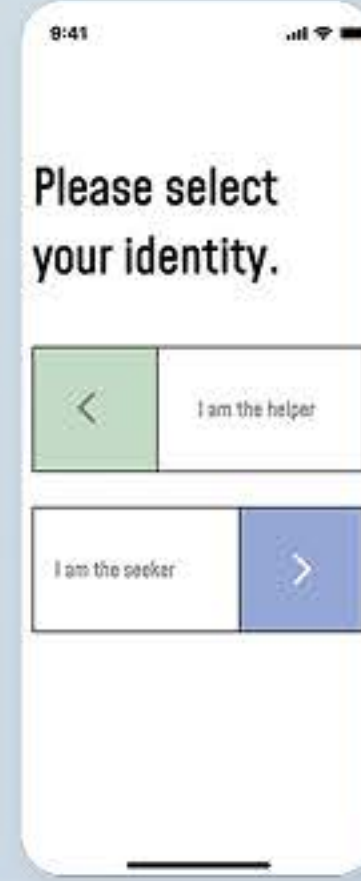 9:41
Please select
your identity.
I am the helper
I am the seeker